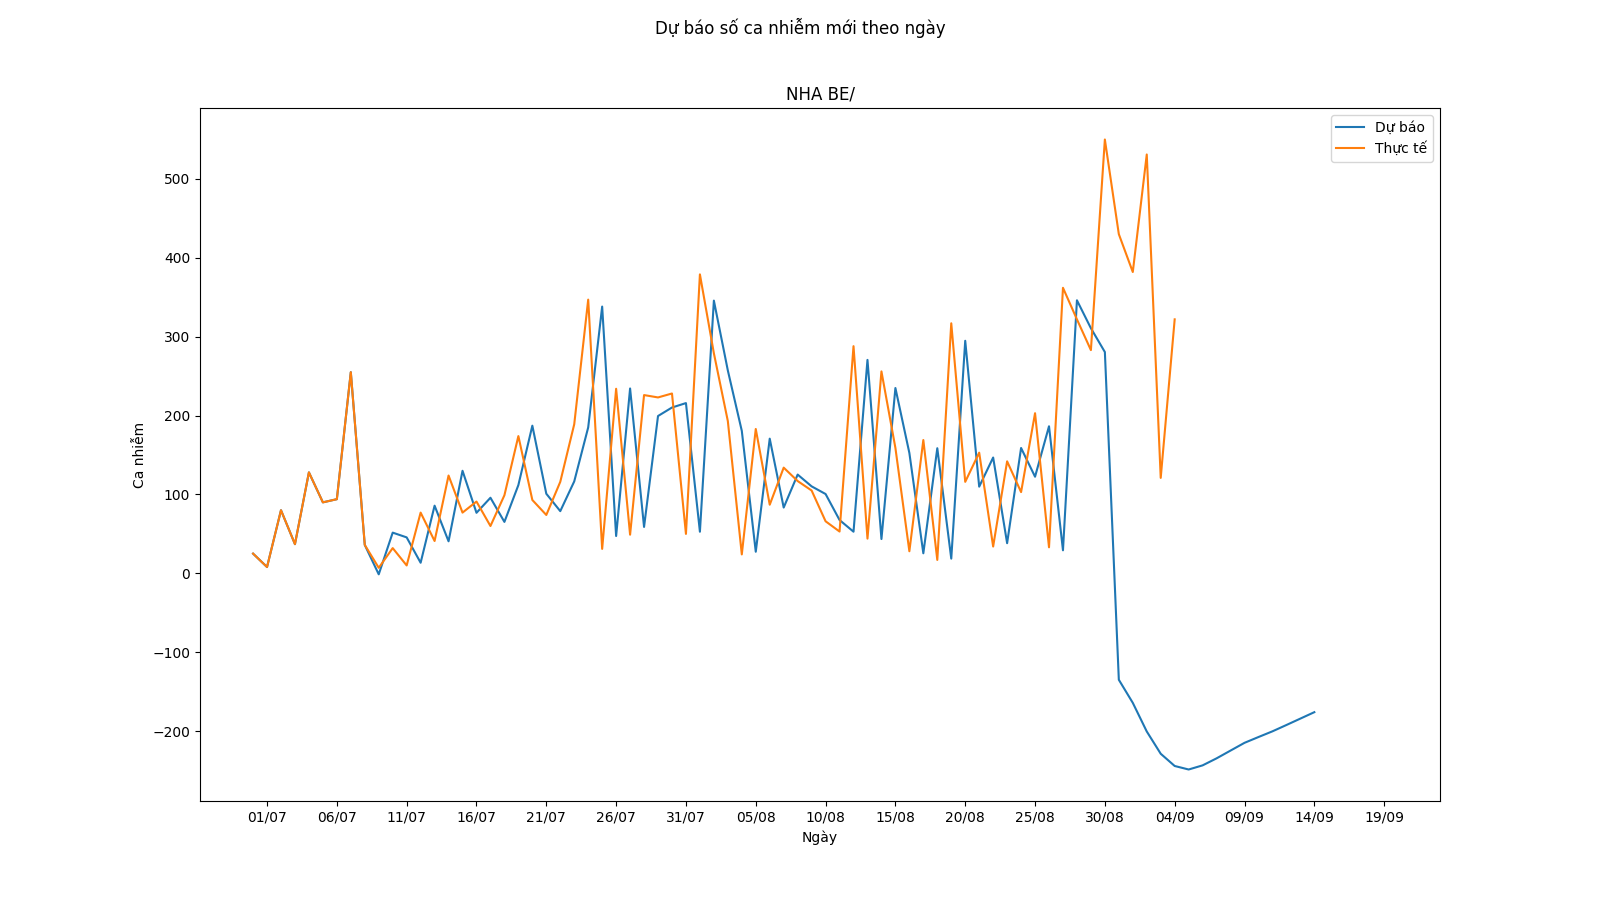 Dự báo số ca nhiễm mới theo ngày
NHA BE/
Dự báo
Thực tế
500
400
300
200
100
0
−100
−200
Ca nhiễm
01/07 06/07 11/07 16/07 21/07 26/07 31/07 05/08 10/08 15/08 20/08 25/08 30/08 04/09 09/09 14/09 19/09
Ngày